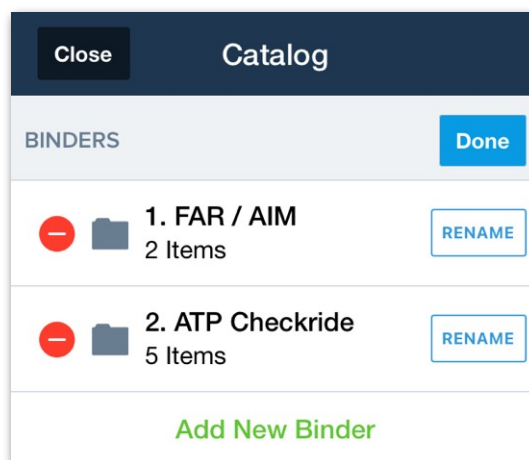 Close
Catalog
BINDERS
Done
1. FAR / AIM
2 Items
RENAME
2. ATP Checkride
5 Items
RENAME
Add New Binder